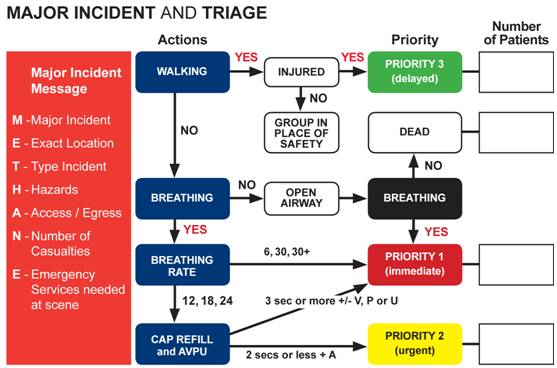 MAJOR INCIDENT AND TRIAGE
Major Incident
Message
M - Major Incident
E - Exact Location
T - Type Incident
H - Hazards
A - Access / Egress
N - Number of
Casualties
E - Emergency
Services needed
at scene
Actions
Priority
Number
of Patients
WALKING
YES
INJURED
YES
PRIORITY 3
(delayed)
NO
NO
GROUP IN
PLACE OF
SAFETY
DEAD
NO
BREATHING
NO
OPEN
AIRWAY
BREATHING
YES
YES
BREATHING
RATE
6, 30, 30+
PRIORITY 1
(immediate)
12, 18, 24
3 sec or more +/- V, P or U
CAP REFILL
and AVPU
2 secs or less + A
PRIORITY 2
(urgent)